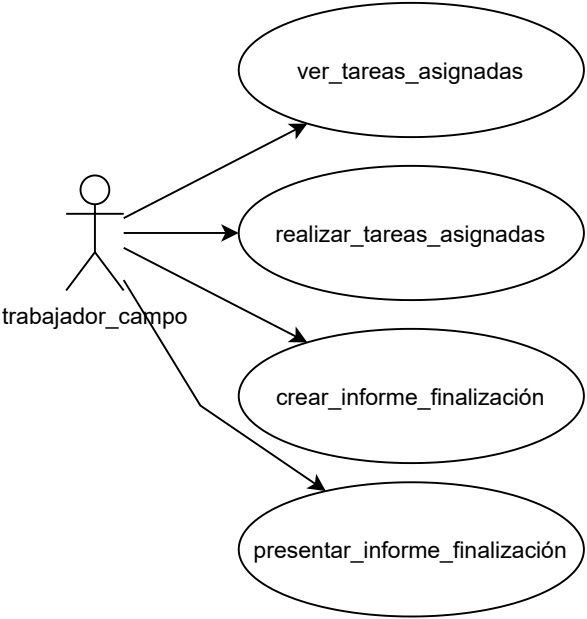 ver_tareas_asignadas
realizar_tareas_asignadas
trabajador_campo
crear_informe_finalización
presentar_informe_finalización